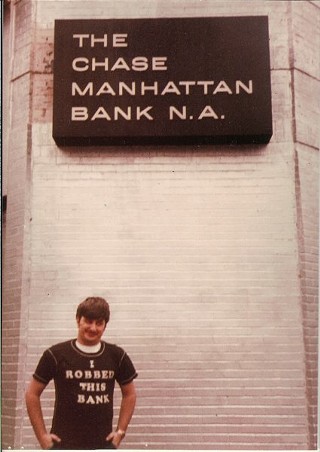 THE
CHASE
MANHATTAN
BANK N.A.
I
ROBBED
THIS
BANK